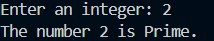 Enter an integer: 2
The number 2 is Prime.